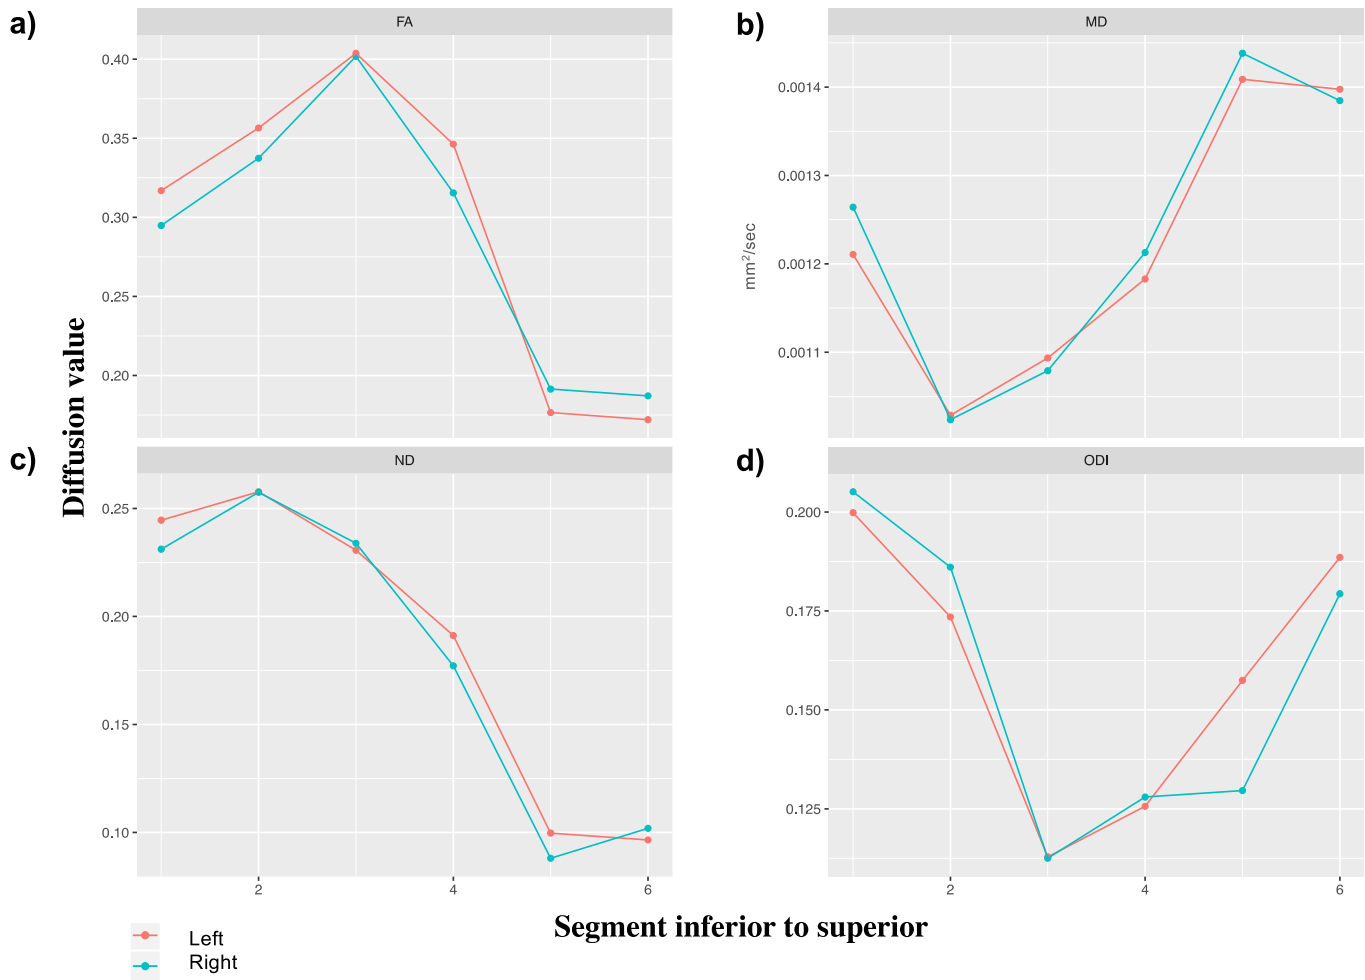 a)
FA
0.40
0.35
0.30
0.25
0.20
b)
MD
0.0014
0.0013
0.0012
0.0011
mm²/sec
Diffusion value
c)
ND
0.25
0.20
0.15
0.10
2
4
6
d)
ODI
0.200
0.175
0.150
0.125
2
4
6
Segment inferior to superior
Left
Right